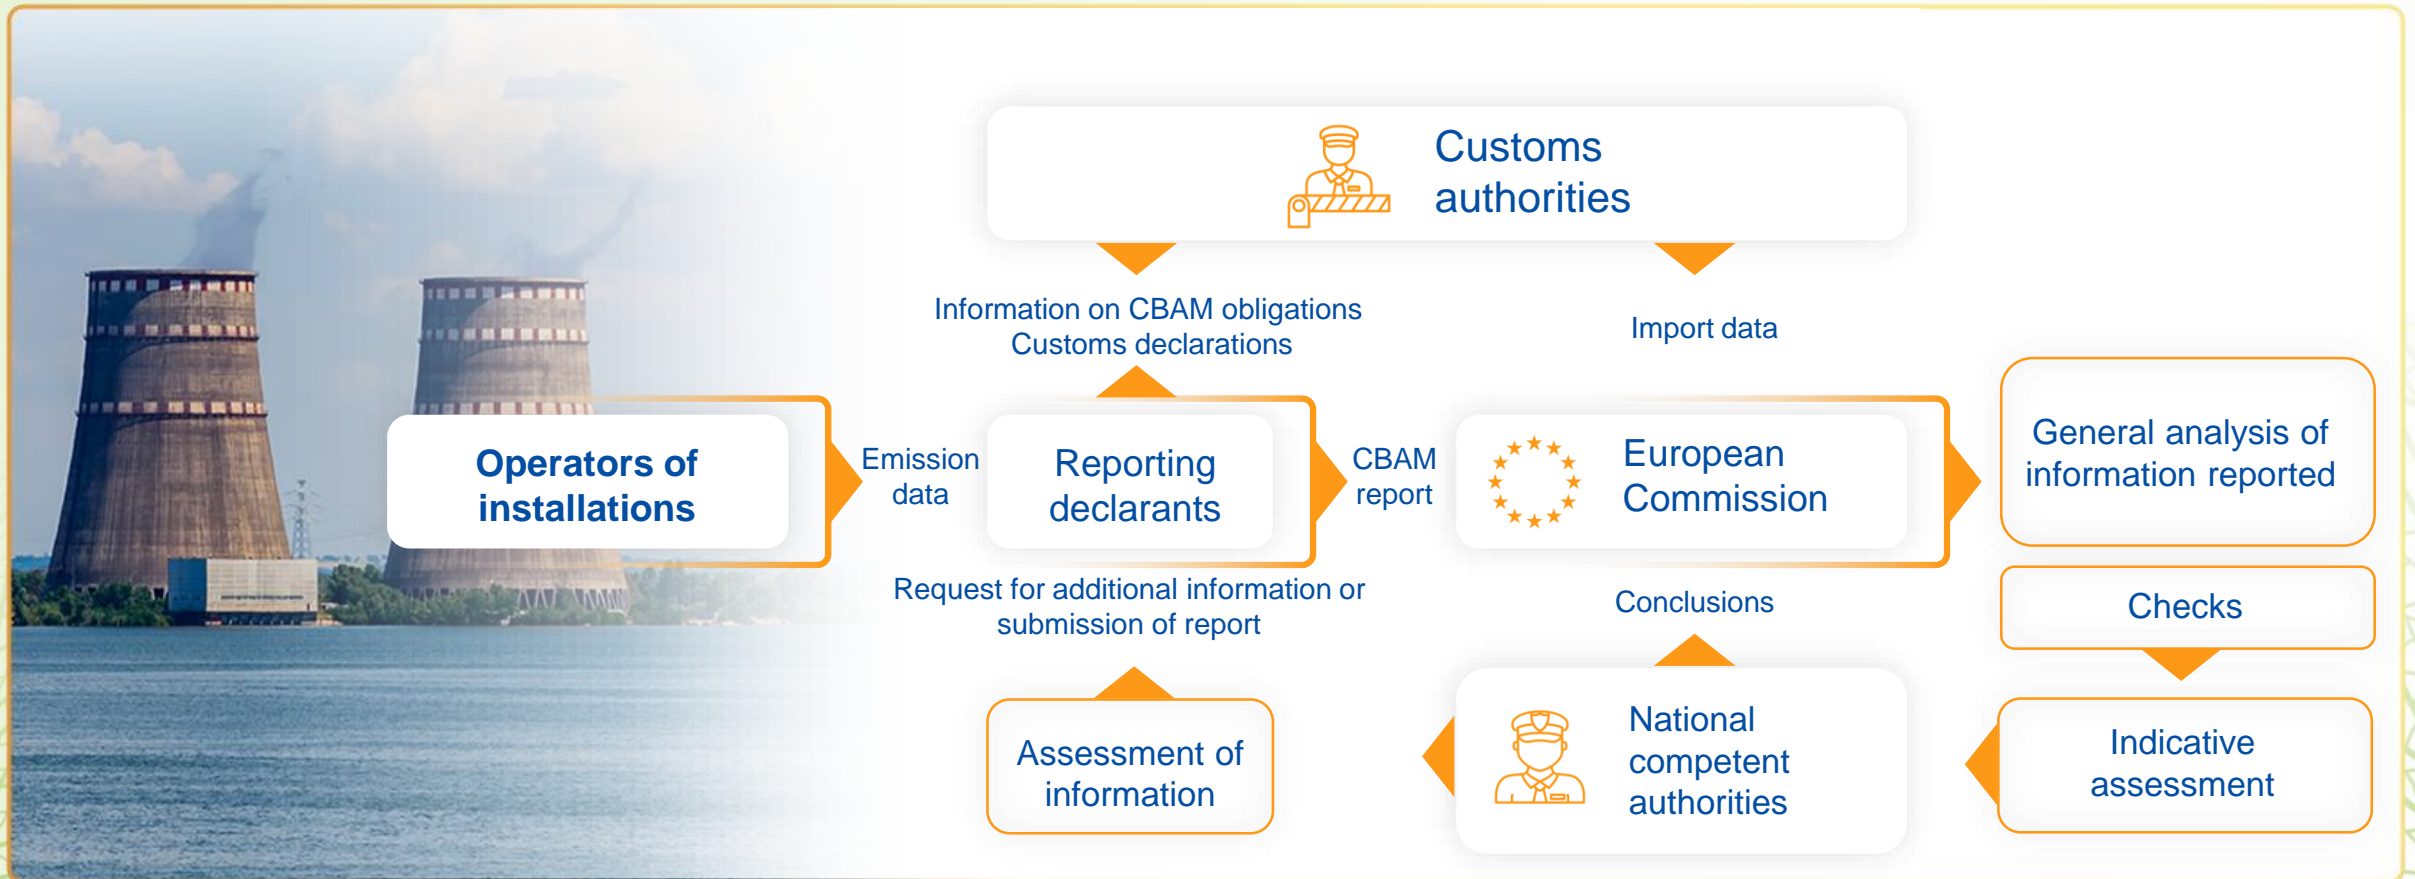 Customs
authorities
Information on CBAM obligations
Customs declarations
Import data
Operators of
installations
Emission
data
Reporting
declarants
CBAM
report
European
Commission
General analysis of
information reported
Request for additional information or
submission of report
Conclusions
Checks
Assessment of
information
National
competent
authorities
Indicative
assessment